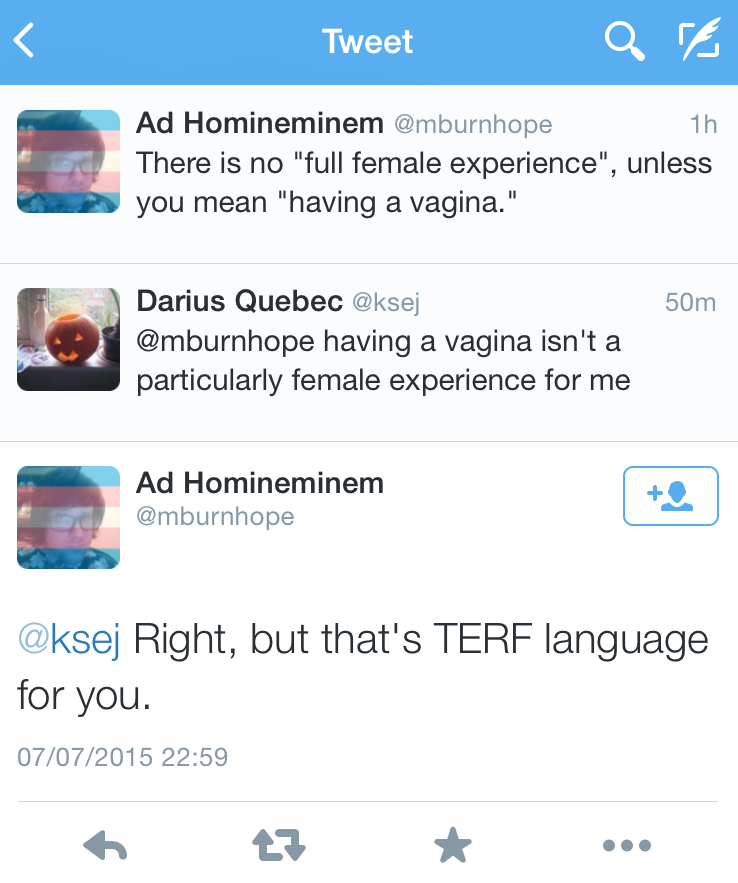 Tweet
Ad Homineminem @mburnhope 1h
There is no "full female experience", unless
you mean "having a vagina."
Darius Quebec @ksej 50m
@mburnhope having a vagina isn't a
particularly female experience for me
Ad Homineminem
@mburnhope
@ksej Right, but that's TERF language
for you.
07/07/2015 22:59